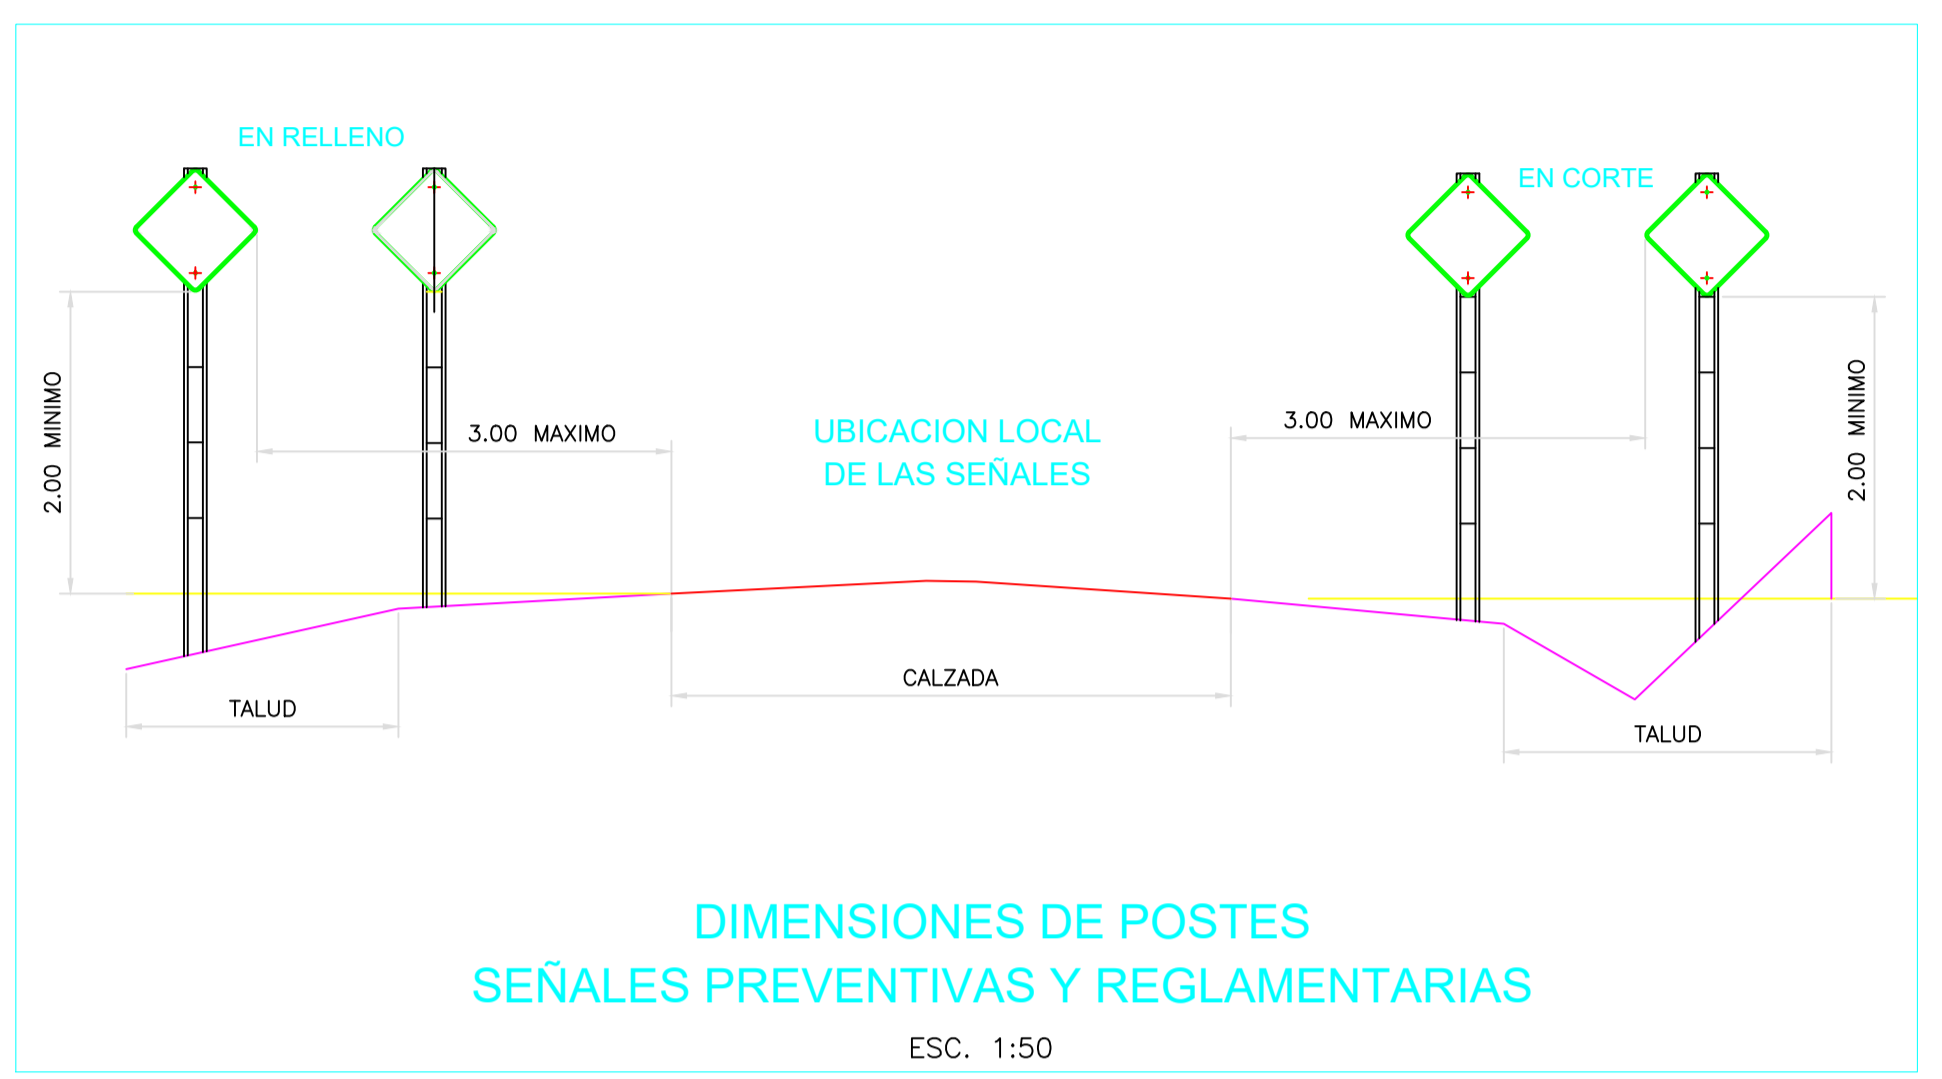 EN RELLENO
EN CORTE
2.00 MINIMO
3.00 MAXIMO
UBICACION LOCAL
DE LAS SEÑALES
3.00 MAXIMO
2.00 MINIMO
TALUD
CALZADA
TALUD
DIMENSIONES DE POSTES
SEÑALES PREVENTIVAS Y REGLAMENTARIAS
ESC. 1:50